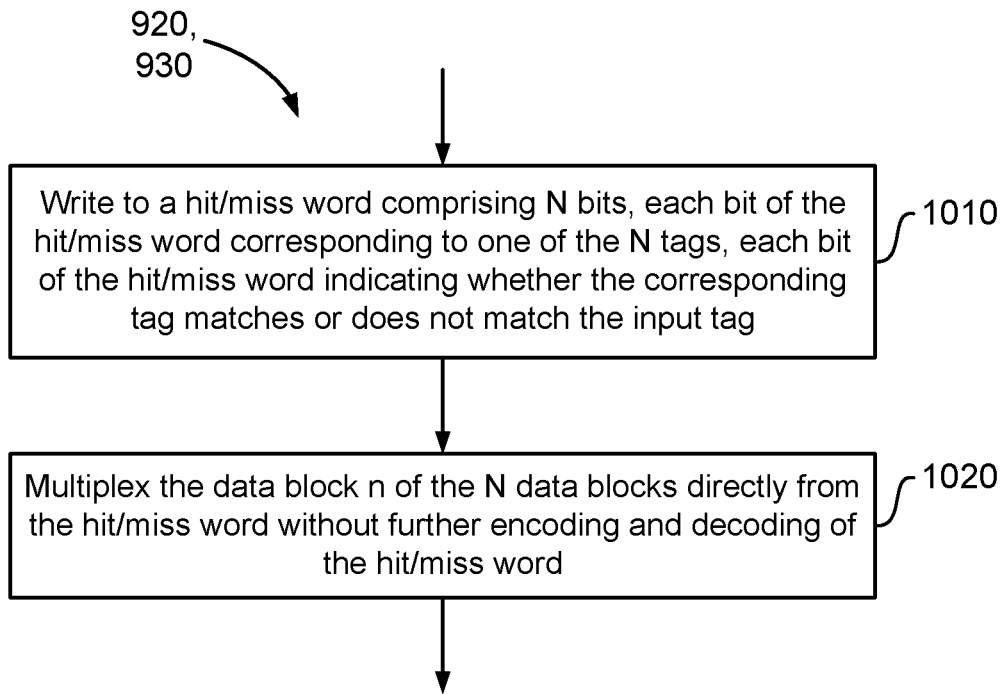 920,
930
Write to a hit/miss word comprising N bits, each bit of the
hit/miss word corresponding to one of the N tags, each bit
of the hit/miss word indicating whether the corresponding
tag matches or does not match the input tag
1010
Multiplex the data block n of the N data blocks directly from
the hit/miss word without further encoding and decoding of
the hit/miss word
1020